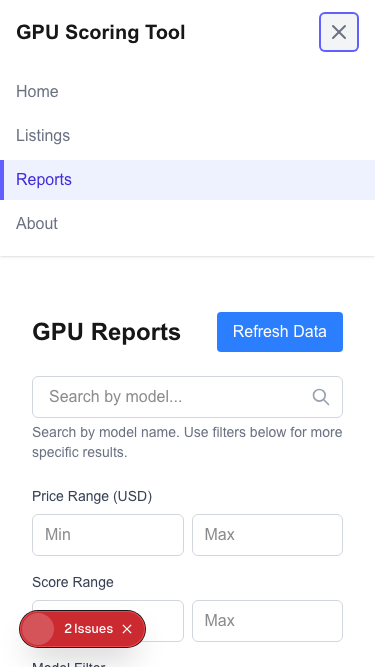 GPU Scoring Tool
Home
Listings
Reports
About
GPU Reports
Refresh Data
Search by model...
Search by model name. Use filters below for more
specific results.
Price Range (USD)
Min
Max
Score Range
Max
2 Issues
Model Filter